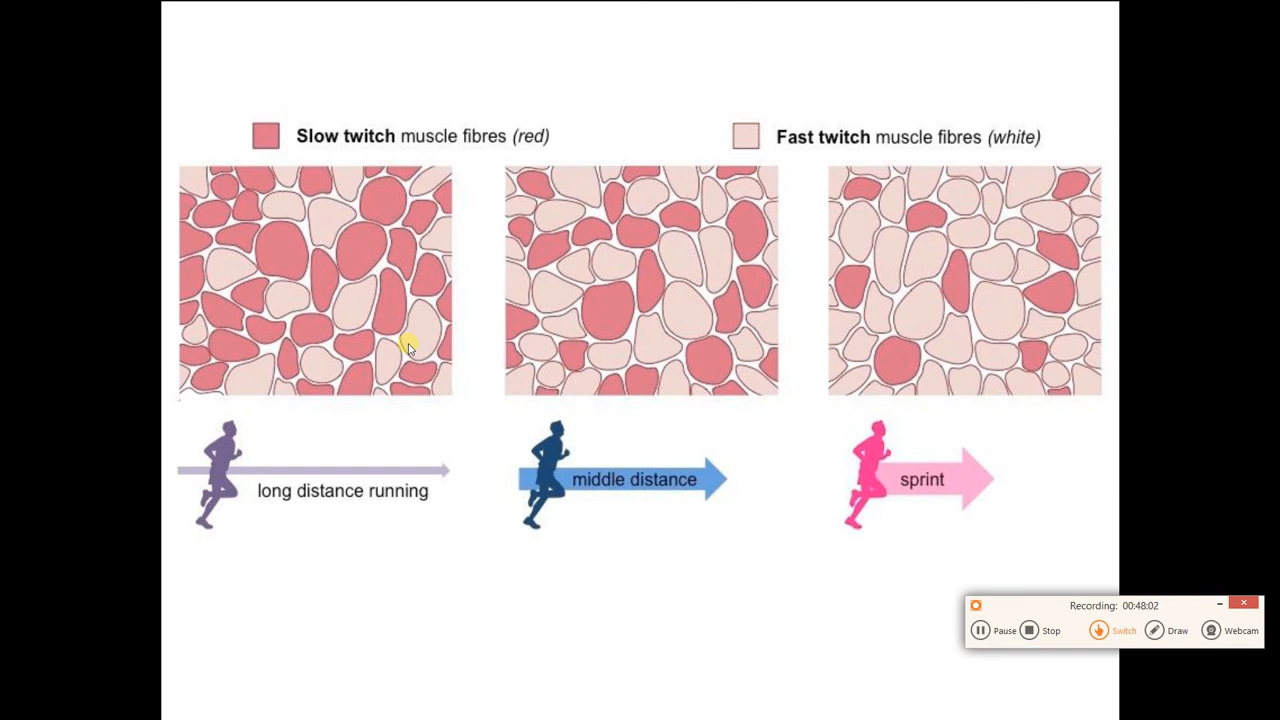 Slow twitch muscle fibres (red)
Fast twitch muscle fibres (white)
long distance running
middle distance
sprint
Recording: 00:48:02
Pause Stop Switch Draw Webcam